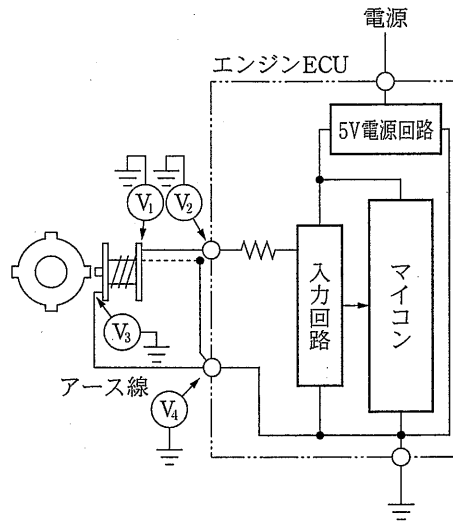 電源
エンジンECU
5V電源回路
V1
V2
入力回路
マイコン
V3
アース線
V4